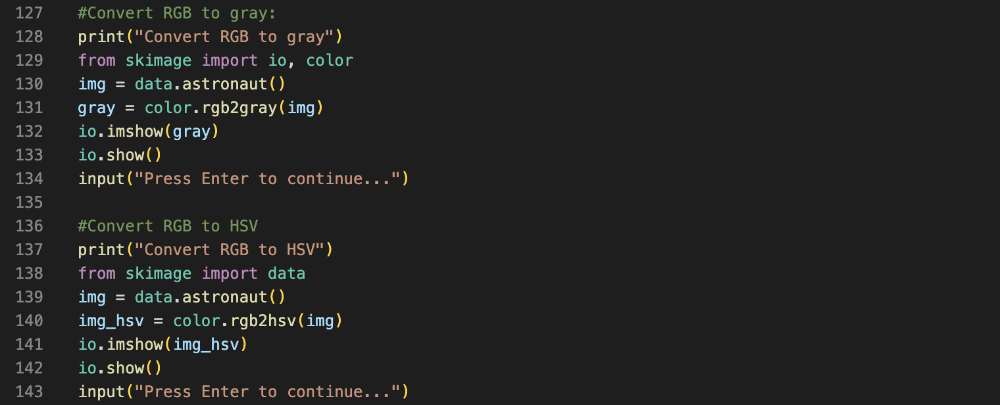 127 #Convert RGB to gray:
128 print("Convert RGB to gray")
129 from skimage import io, color
130 img = data.astronaut()
131 gray = color.rgb2gray(img)
132 io.imshow(gray)
133 io.show()
134 input("Press Enter to continue...")
135
136 #Convert RGB to HSV
137 print("Convert RGB to HSV")
138 from skimage import data
139 img = data.astronaut()
140 img_hsv = color.rgb2hsv(img)
141 io.imshow(img_hsv)
142 io.show()
143 input("Press Enter to continue...")